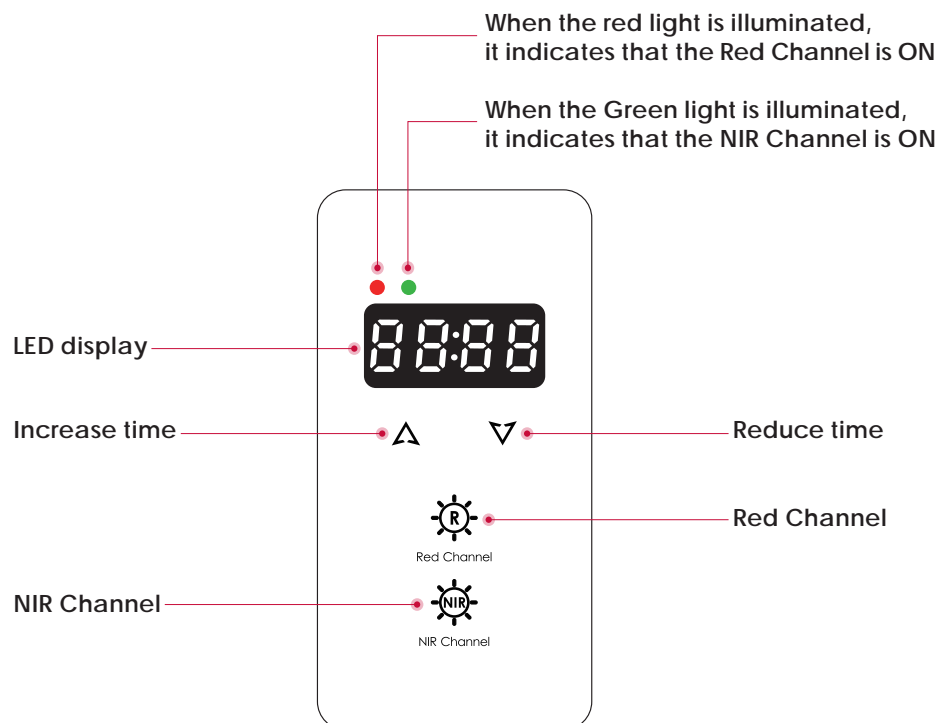 When the red light is illuminated,
it indicates that the Red Channel is ON
When the Green light is illuminated,
it indicates that the NIR Channel is ON
LED display
88:88
Increase time
Reduce time
R
Red Channel
Red Channel
NIR Channel
NIR
NIR Channel